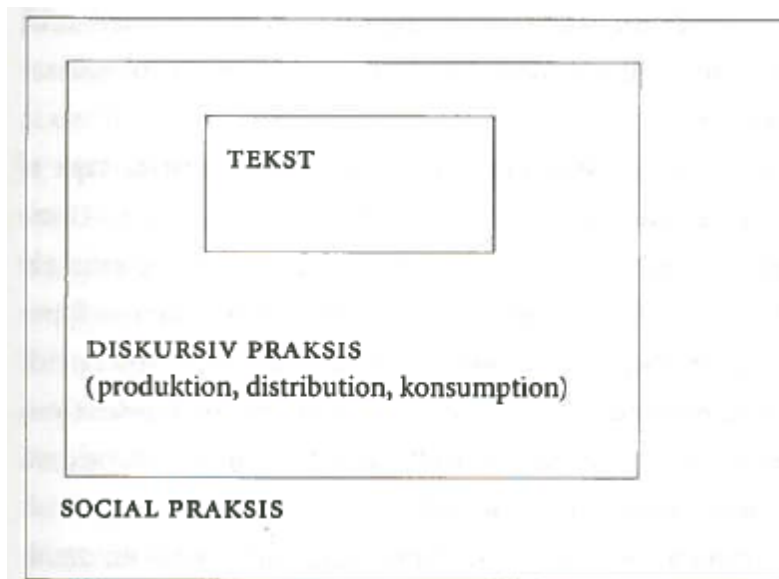 TEKST
DISKURSIV PRAKSIS
(produktion, distribution, konsumption)
SOCIAL PRAKSIS